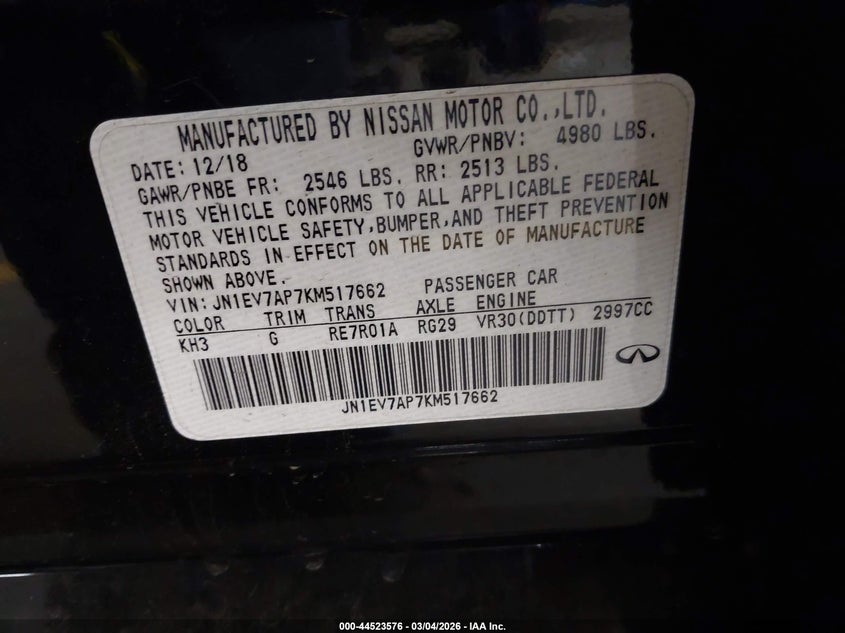 MANUFACTURED BY NISSAN MOTOR CO.,LTD.
DATE: 12/18 GVWR/PNBV: 4980 LBS.
GAWR/PNBE FR: 2546 LBS. RR: 2513 LBS.
THIS VEHICLE CONFORMS TO ALL APPLICABLE FEDERAL
MOTOR VEHICLE SAFETY,BUMPER,AND THEFT PREVENTION
STANDARDS IN EFFECT ON THE DATE OF MANUFACTURE
SHOWN ABOVE.
VIN: JN1EV7AP7KM517662 PASSENGER CAR
COLOR TRIM TRANS AXLE ENGINE
KH3 G RE7R01A RG29 VR30(DDTT) 2997CC
JN1EV7AP7KM517662
000-44523576 - 03/04/2026 - IAA Inc.